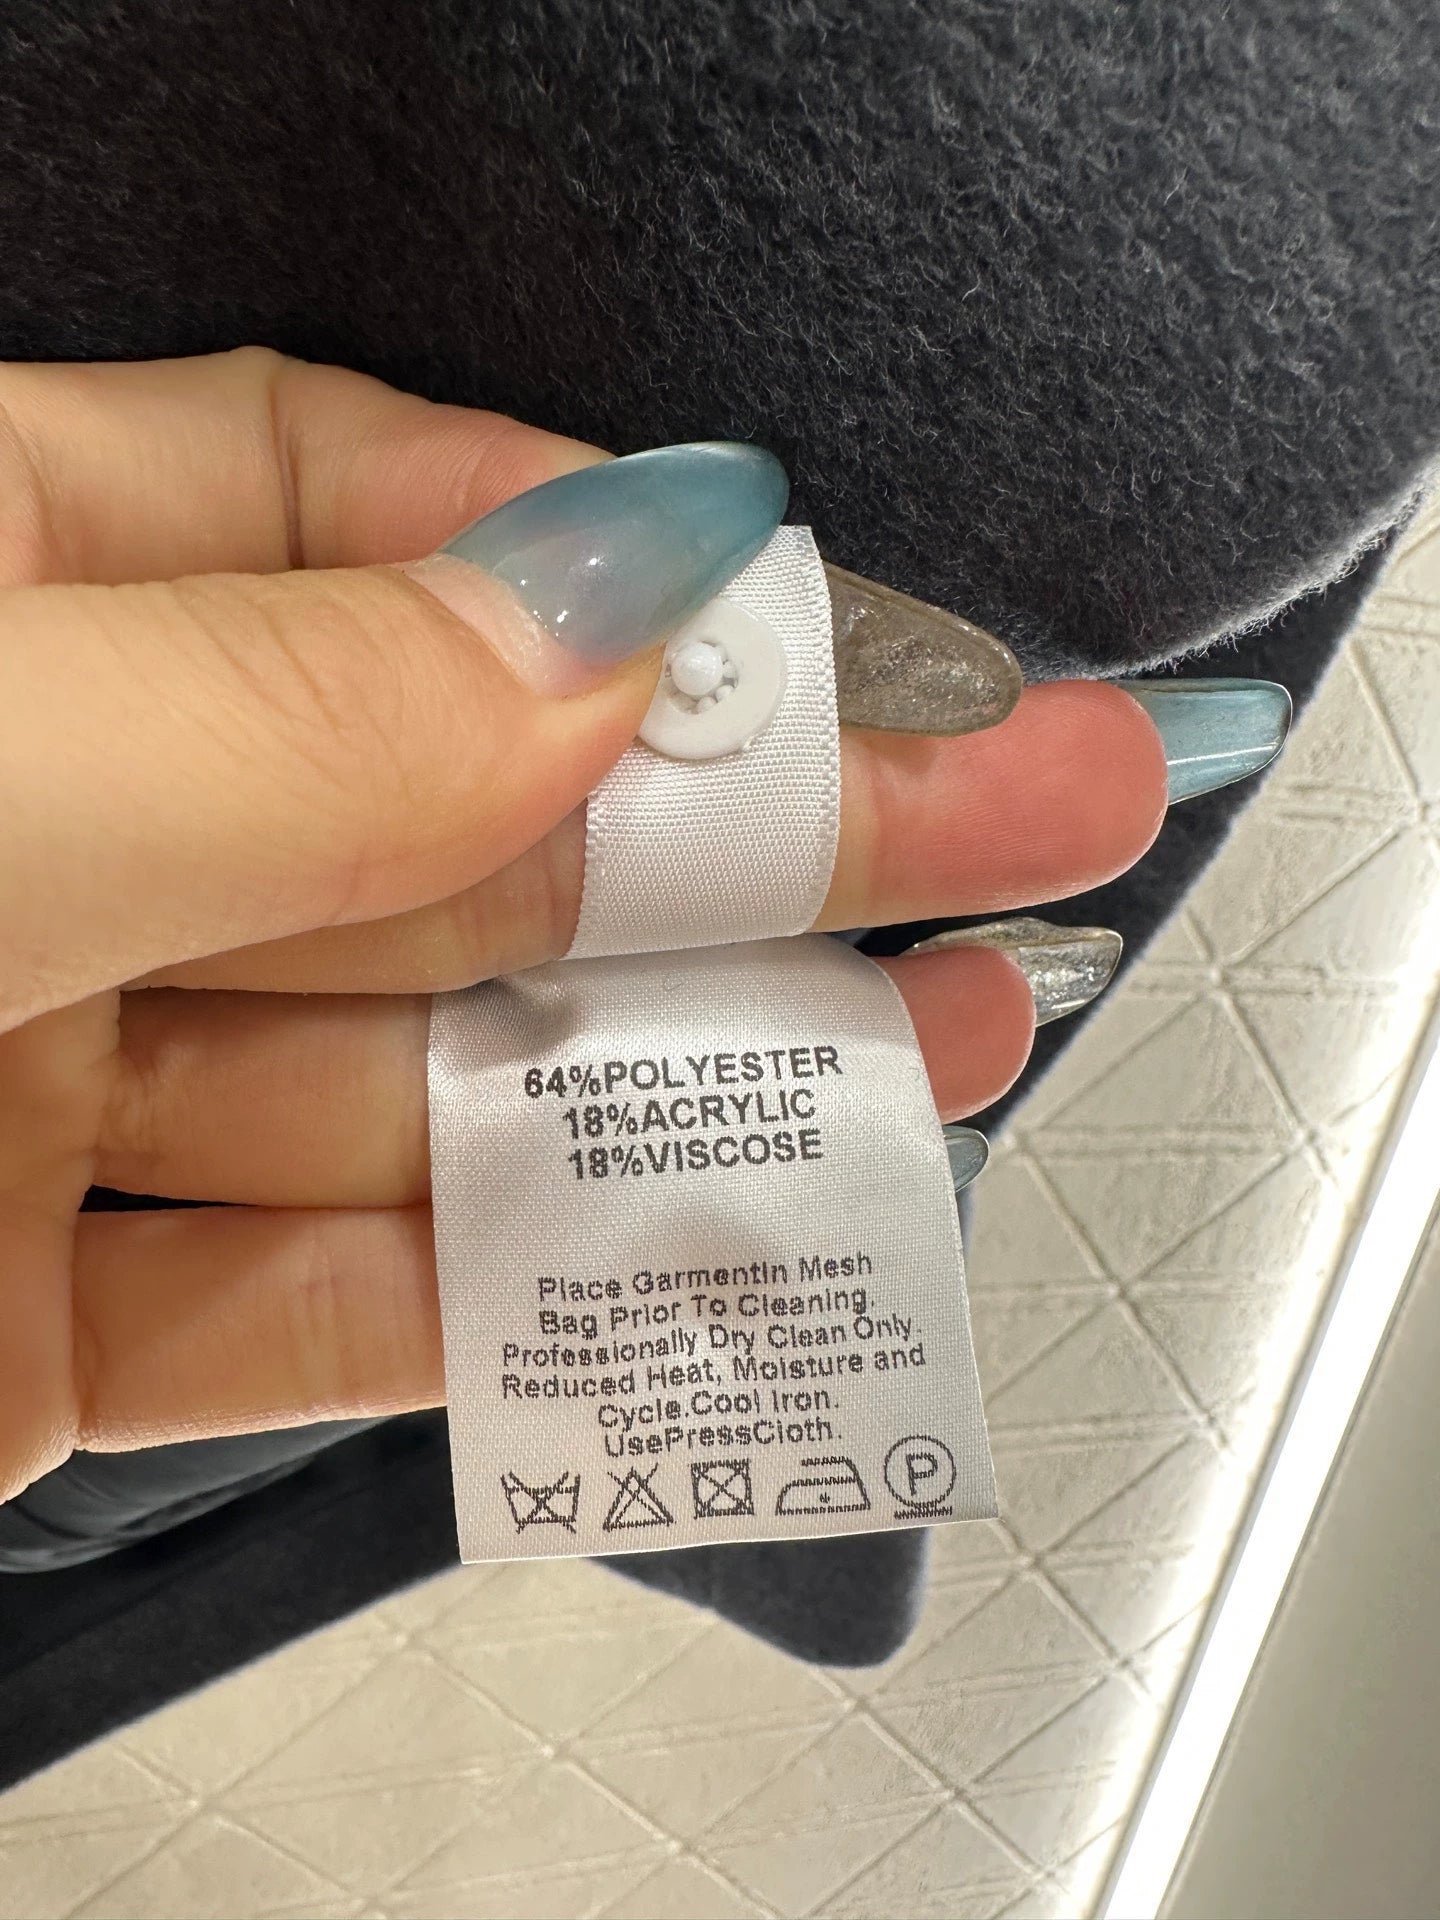 64%POLYESTER
18%ACRYLIC
18%VISCOSE
Place GarmentIn Mesh
Bag Prior To Cleaning.
Professionally Dry Clean Only.
Reduced Heat, Moisture and
Cycle.Cool Iron.
UsePressCloth.
P